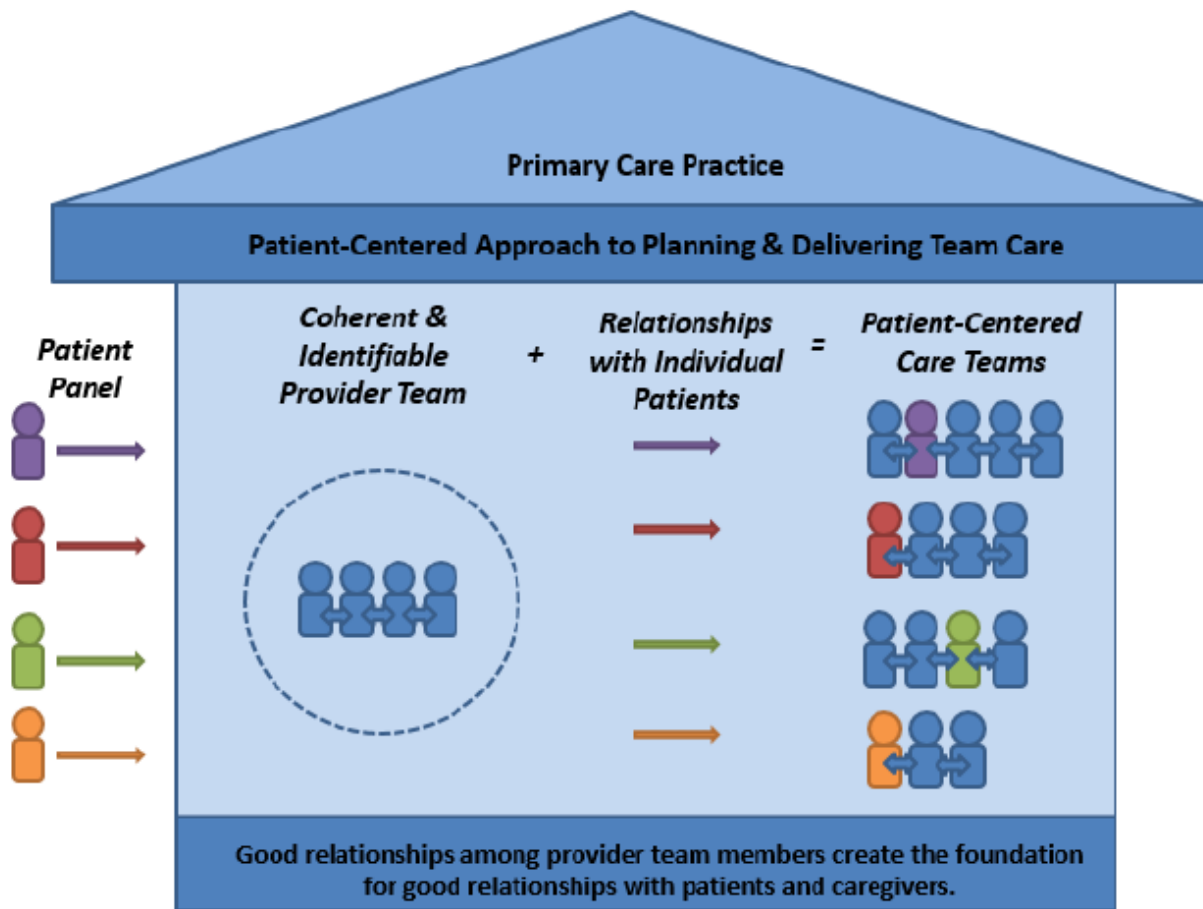 Primary Care Practice
Patient-Centered Approach to Planning & Delivering Team Care
Patient
Panel
Coherent &
Identifiable
Provider Team
+
Relationships
with Individual
Patients
=
Patient-Centered
Care Teams
Good relationships among provider team members create the foundation
for good relationships with patients and caregivers.